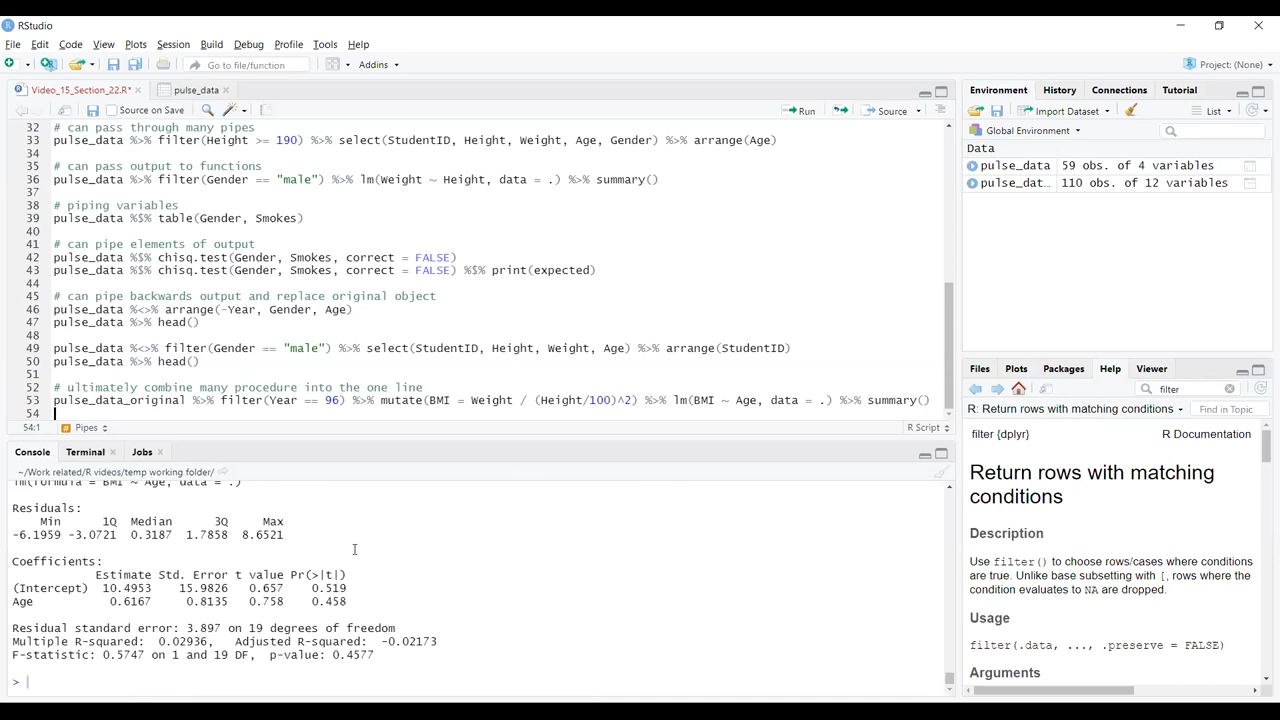 RStudio
File Edit Code View Plots Session Build Debug Profile Tools Help
Go to file/function Addins Project: (None)
Video_15_Section_22.R* pulse_data
Source on Save Run Source
32 # can pass through many pipes
33 pulse_data %>% filter(Height >= 190) %>% select(StudentID, Height, Weight, Age, Gender) %>% arrange(Age)
34
35 # can pass output to functions
36 pulse_data %>% filter(Gender == "male") %>% lm(Weight ~ Height, data = .) %>% summary()
37
38 # piping variables
39 pulse_data %$% table(Gender, Smokes)
40
41 # can pipe elements of output
42 pulse_data %$% chisq.test(Gender, Smokes, correct = FALSE)
43 pulse_data %$% chisq.test(Gender, Smokes, correct = FALSE) %$% print(expected)
44
45 # can pipe backwards output and replace original object
46 pulse_data %<>% arrange(-Year, Gender, Age)
47 pulse_data %>% head()
48
49 pulse_data %<>% filter(Gender == "male") %>% select(StudentID, Height, Weight, Age) %>% arrange(StudentID)
50 pulse_data %>% head()
51
52 # ultimately combine many procedure into the one line
53 pulse_data_original %>% filter(Year == 96) %>% mutate(BMI = Weight / (Height/100)^2) %>% lm(BMI ~ Age, data = .) %>% summary()
54
54:1 Pipes R Script
Console Terminal Jobs
~/Work related/R videos/temp working folder/
lm(formula = BMI ~ Age, data = .)
Residuals:
Min 1Q Median 3Q Max
-6.1959 -3.0721 0.3187 1.7858 8.6521
Coefficients:
Estimate Std. Error t value Pr(>|t|)
(Intercept) 10.4953 15.9826 0.657 0.519
Age 0.6167 0.8135 0.758 0.458
Residual standard error: 3.897 on 19 degrees of freedom
Multiple R-squared: 0.02936, Adjusted R-squared: -0.02173
F-statistic: 0.5747 on 1 and 19 DF, p-value: 0.4577
>
Environment History Connections Tutorial
Import Dataset List
Global Environment
Data
pulse_data 59 obs. of 4 variables
pulse_dat… 110 obs. of 12 variables
Files Plots Packages Help Viewer
filter
R: Return rows with matching conditions Find in Topic
filter {dplyr} R Documentation
Return rows with matching
conditions
Description
Use filter() to choose rows/cases where conditions
are true. Unlike base subsetting with [, rows where the
condition evaluates to NA are dropped.
Usage
filter(.data, ..., .preserve = FALSE)
Arguments